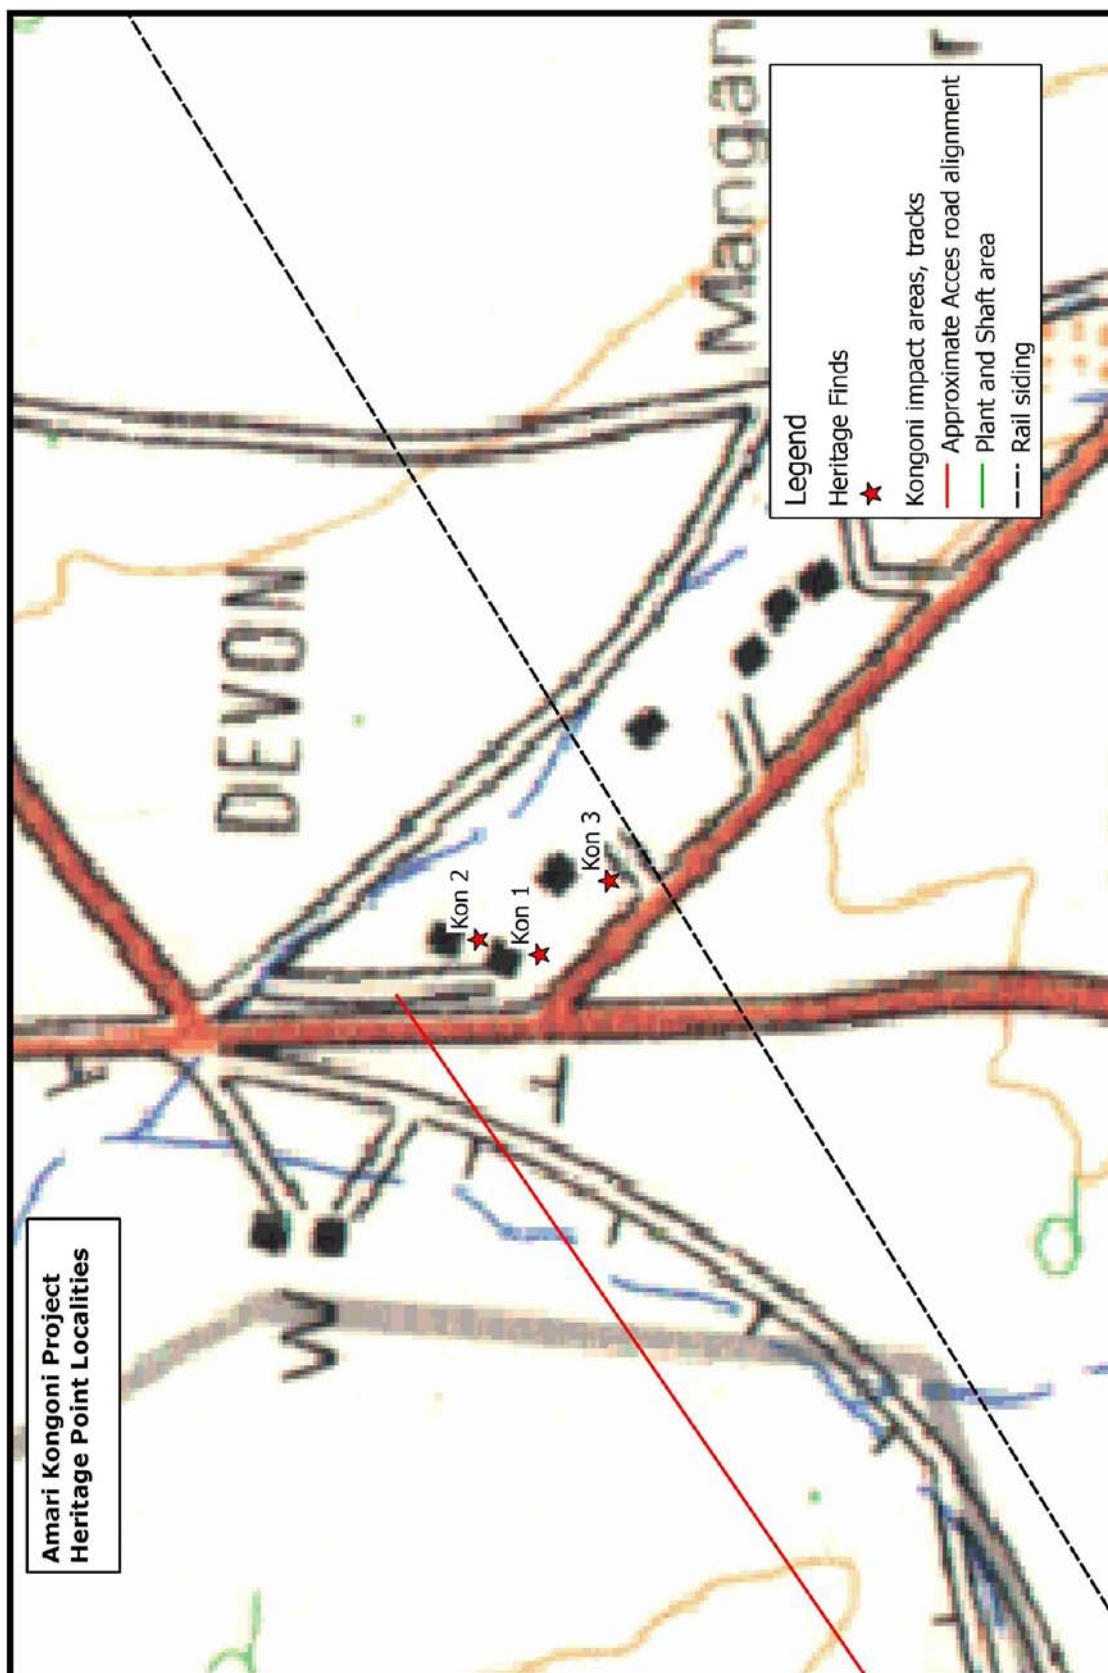 Amari Kongoni Project
Heritage Point Localities
W
DEVON
Kon 2
Kon 1
Kon 3
Mangan
Legend
Heritage Finds
Kongoni impact areas, tracks
Approximate Acces road alignment
Plant and Shaft area
Rail siding